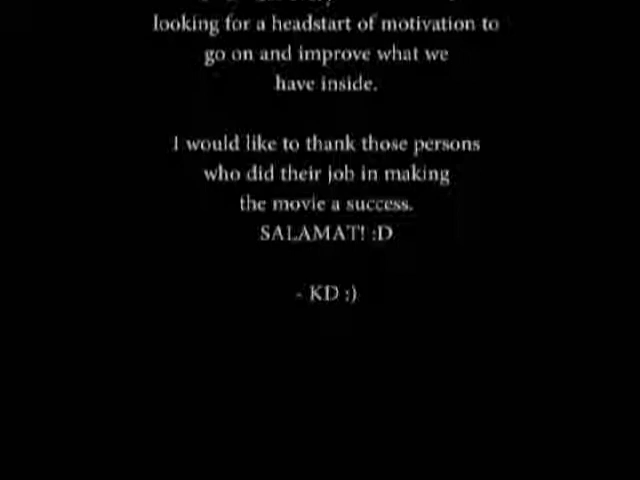 looking for a headstart of motivation to
go on and improve what we
have inside.
I would like to thank those persons
who did their job in making
the movie a success.
SALAMAT! :D
- KD :)